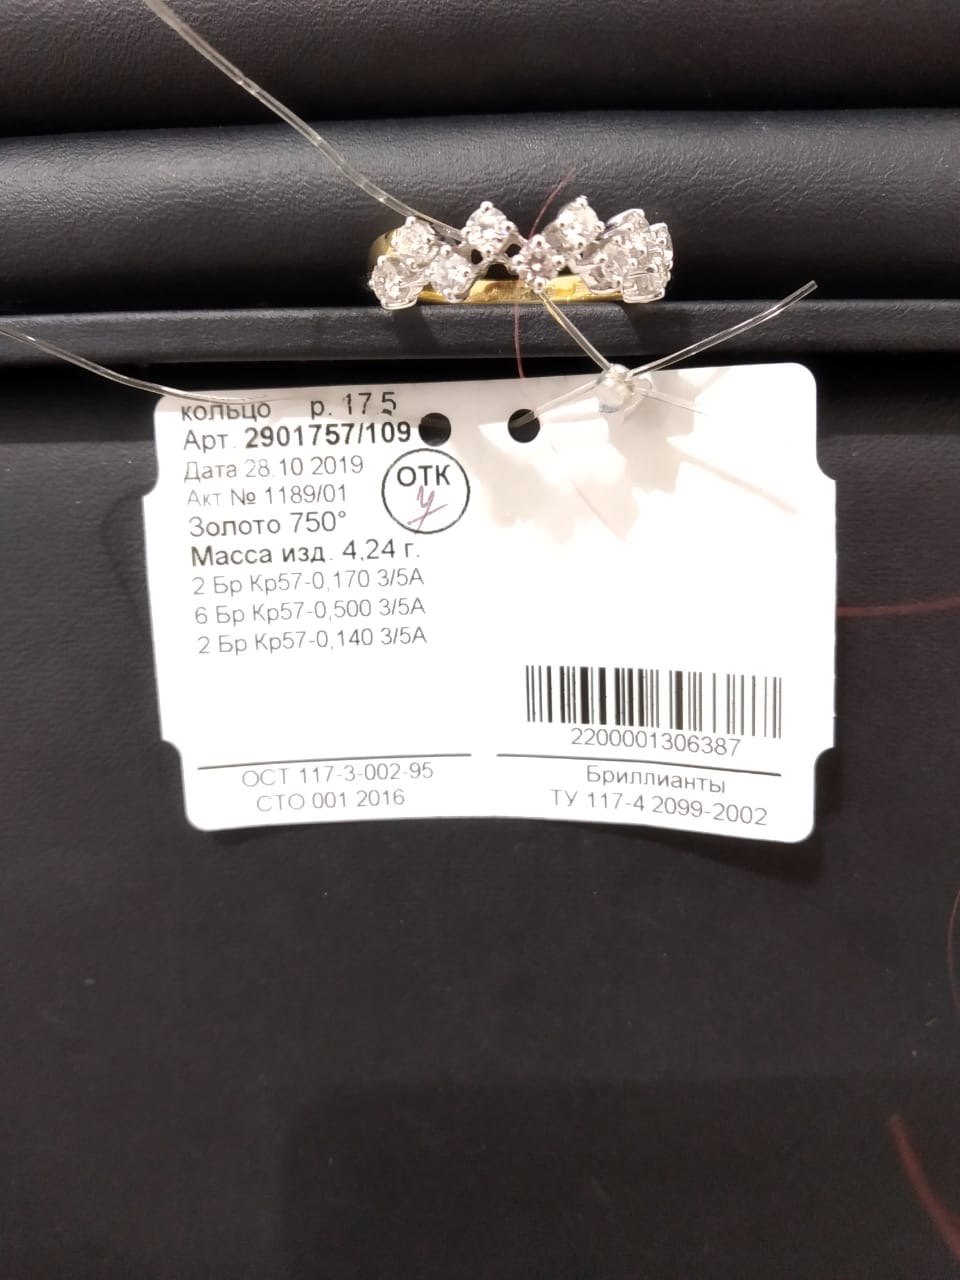 кольцо р. 17.5
Арт. 2901757/109
Дата 28.10 2019
Акт № 1189/01
ОТК
Золото 750°
Масса изд. 4,24 г.
2 Бр Кр57-0,170 3/5А
6 Бр Кр57-0,500 3/5А
2 Бр Кр57-0,140 3/5А
2200001306387
ОСТ 117-3-002-95
СТО 001 2016
Бриллианты
ТУ 117-4 2099-2002